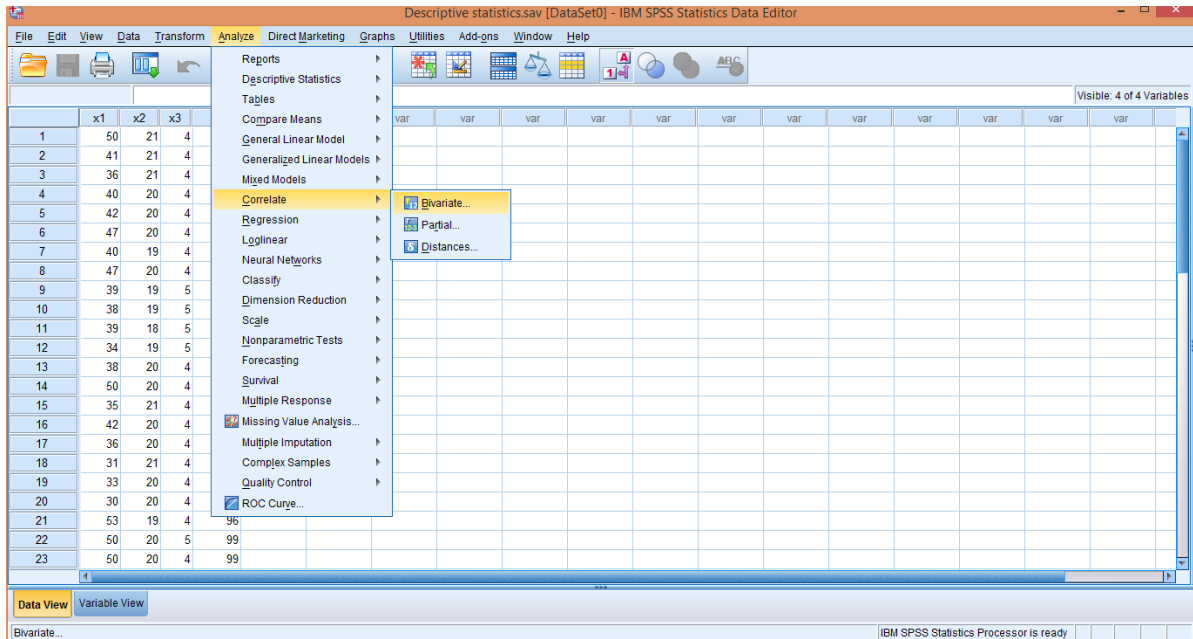 Descriptive statistics.sav [DataSet0] - IBM SPSS Statistics Data Editor
File Edit View Data Transform Analyze Direct Marketing Graphs Utilities Add-ons Window Help
Visible: 4 of 4 Variables
Reports
Descriptive Statistics
Tables
Compare Means
General Linear Model
Generalized Linear Models
Mixed Models
Correlate
Regression
Loglinear
Neural Networks
Classify
Dimension Reduction
Scale
Nonparametric Tests
Forecasting
Survival
Multiple Response
Missing Value Analysis...
Multiple Imputation
Complex Samples
Quality Control
ROC Curve...
Bivariate...
Partial...
Distances...
x1 x2 x3 var var var var var var var var var var var var
1 50 21 4
2 41 21 4
3 36 21 4
4 40 20 4
5 42 20 4
6 47 20 4
7 40 19 4
8 47 20 4
9 39 19 5
10 38 19 5
11 39 18 5
12 34 19 5
13 38 20 4
14 50 20 4
15 35 21 4
16 42 20 4
17 36 20 4
18 31 21 4
19 33 20 4
20 30 20 4
21 53 19 4 96
22 50 20 5 99
23 50 20 4 99
Data View Variable View
Bivariate... IBM SPSS Statistics Processor is ready